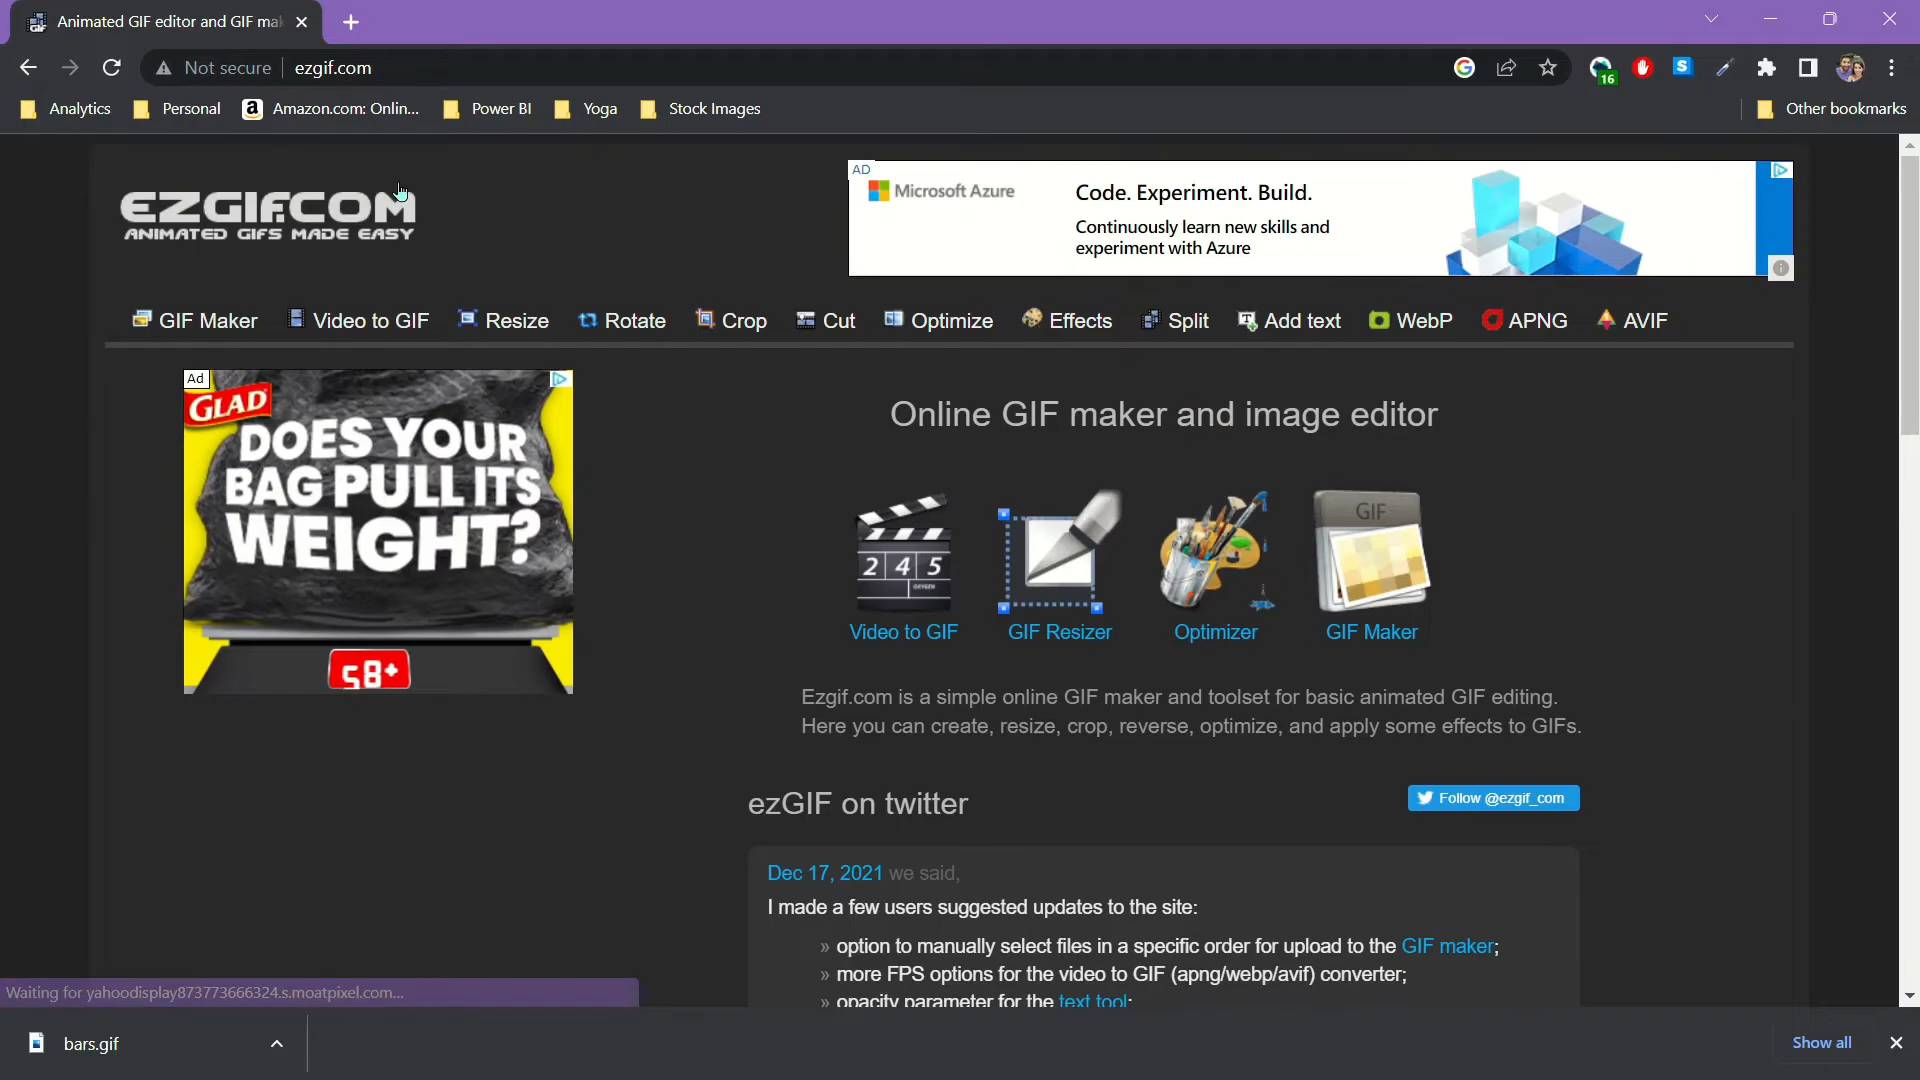 Animated GIF editor and GIF mak
Not secure
ezgif.com
16
Analytics
Personal
Amazon.com: Onlin...
Power BI
Yoga
Stock Images
Other bookmarks
EZGIF.COM
ANIMATED GIFS MADE EASY
AD
Microsoft Azure
Code. Experiment. Build.
Continuously learn new skills and
experiment with Azure
GIF Maker
Video to GIF
Resize
Rotate
Crop
Cut
Optimize
Effects
Split
Add text
WebP
APNG
AVIF
Ad
GLAD
DOES YOUR
BAG PULL ITS
WEIGHT?
58+
Online GIF maker and image editor
2 4 5
GIF
Video to GIF
GIF Resizer
Optimizer
GIF Maker
Ezgif.com is a simple online GIF maker and toolset for basic animated GIF editing.
Here you can create, resize, crop, reverse, optimize, and apply some effects to GIFs.
ezGIF on twitter
Follow @ezgif_com
Dec 17, 2021 we said,
I made a few users suggested updates to the site:
» option to manually select files in a specific order for upload to the GIF maker;
» more FPS options for the video to GIF (apng/webp/avif) converter;
» opacity parameter for the text tool;
Waiting for yahoodisplay873773666324.s.moatpixel.com...
bars.gif
Show all